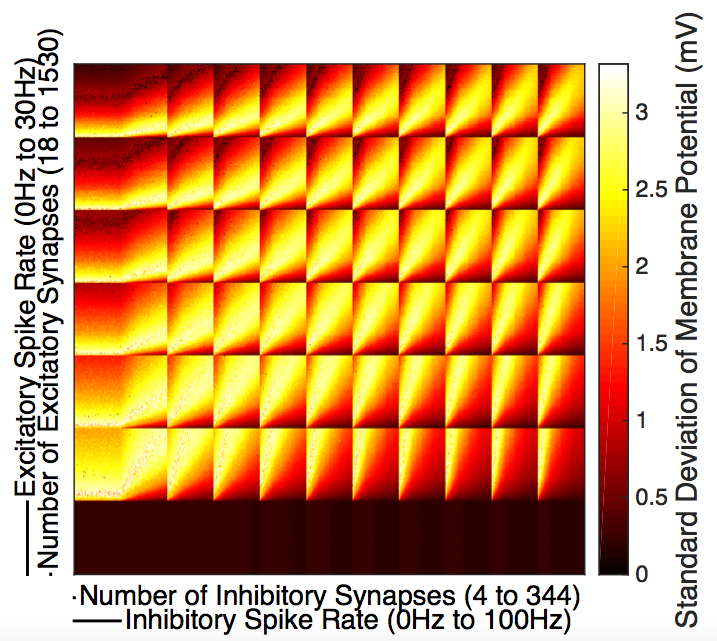 Excitatory Spike Rate (0Hz to 30Hz)
·Number of Excitatory Synapses (18 to 1530)
·Number of Inhibitory Synapses (4 to 344)
Inhibitory Spike Rate (0Hz to 100Hz)
3
2.5
2
1.5
1
0.5
0
Standard Deviation of Membrane Potential (mV)